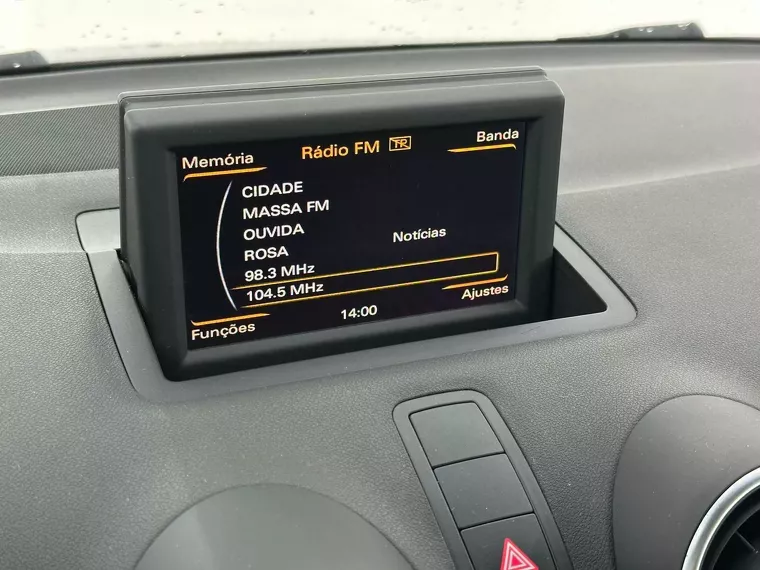 Memória
Rádio FM TP
Banda
CIDADE
MASSA FM
OUVIDA
Notícias
ROSA
98.3 MHz
104.5 MHz
Funções
14:00
Ajustes